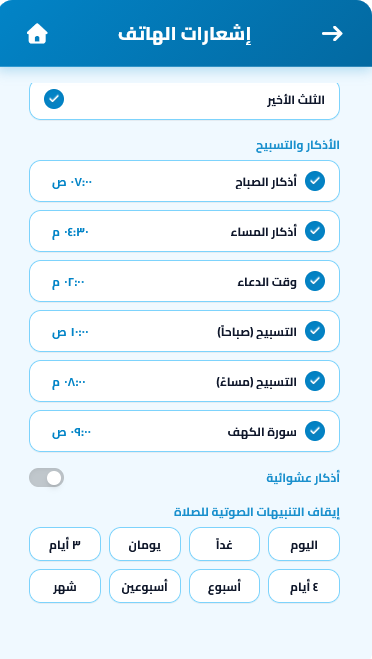 إشعارات الهاتف
الثلث الأخير
الأذكار والتسبيح
أذكار الصباح ٠٧:٠٠ ص
أذكار المساء ٠٤:٣٠ م
وقت الدعاء ٠٢:٠٠ م
التسبيح (صباحاً) ١٠:٠٠ ص
التسبيح (مساءً) ٠٨:٠٠ م
سورة الكهف ٠٩:٠٠ ص
أذكار عشوائية
إيقاف التنبيهات الصوتية للصلاة
اليوم غداً يومان ٣ أيام
٤ أيام أسبوع أسبوعين شهر